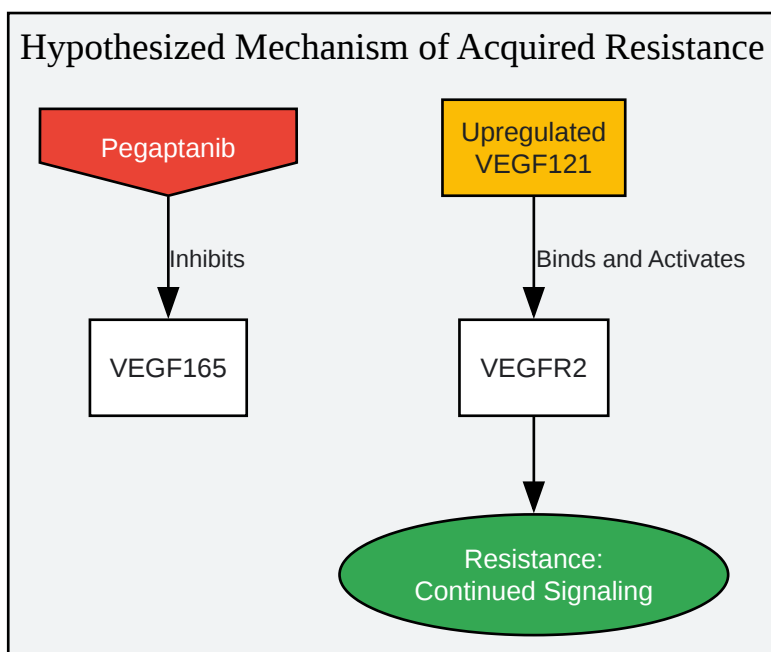 Hypothesized Mechanism of Acquired Resistance
Pegaptanib
Upregulated
VEGF121
Inhibits
Binds and Activates
VEGF165
VEGFR2
Resistance:
Continued Signaling